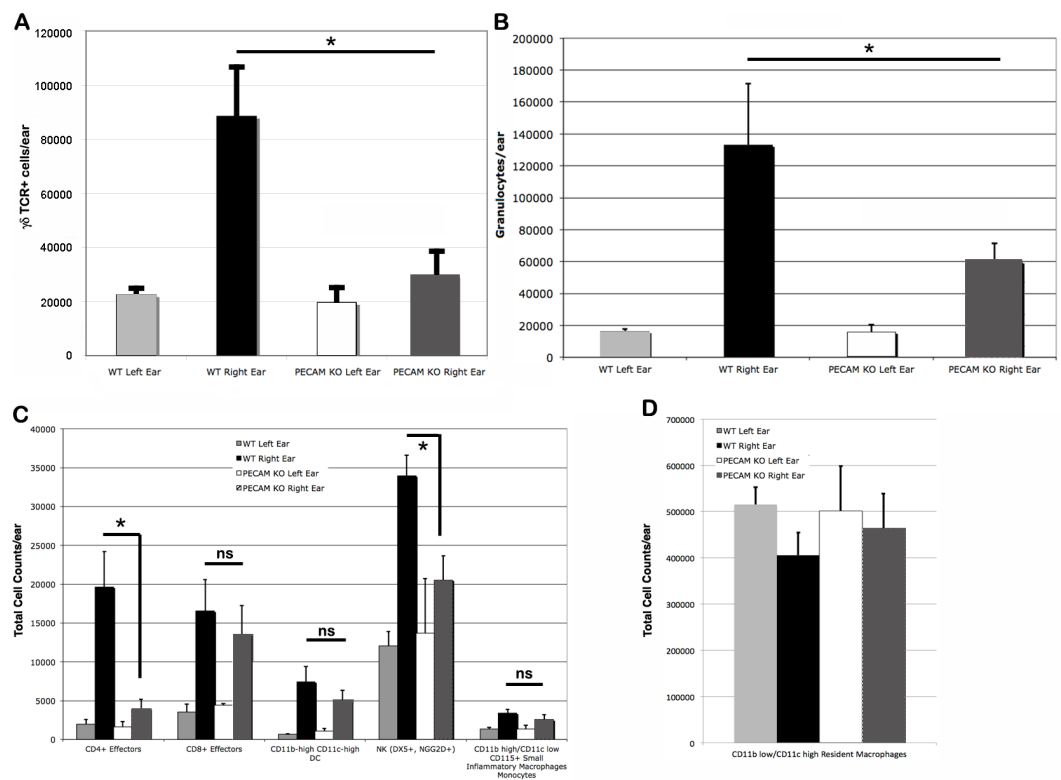 A
120000
100000
80000
60000
40000
20000
0
γδ TCR+ cells/ear
*
WT Left Ear
WT Right Ear
PECAM KO Left Ear
PECAM KO Right Ear
B
200000
180000
160000
140000
120000
100000
80000
60000
40000
20000
0
Granulocytes/ear
*
WT Left Ear
WT Right Ear
PECAM KO Left Ear
PECAM KO Right Ear
C
40000
35000
30000
25000
20000
15000
10000
5000
0
Total Cell Counts/ear
WT Left Ear
WT Right Ear
PECAM KO Left Ear
PECAM KO Right Ear
*
ns
ns
*
ns
CD4+ Effectors
CD8+ Effectors
CD11b-high CD11c-high
DC
NK (DX5+, NGG2D+)
CD11b high/CD11c low
CD115+ Small
Inflammatory Macrophages
Monocytes
D
700000
600000
500000
400000
300000
200000
100000
0
Total Cell Counts/ear
WT Left Ear
WT Right Ear
PECAM KO Left Ear
PECAM KO Right Ear
CD11b low/CD11c high Resident Macrophages